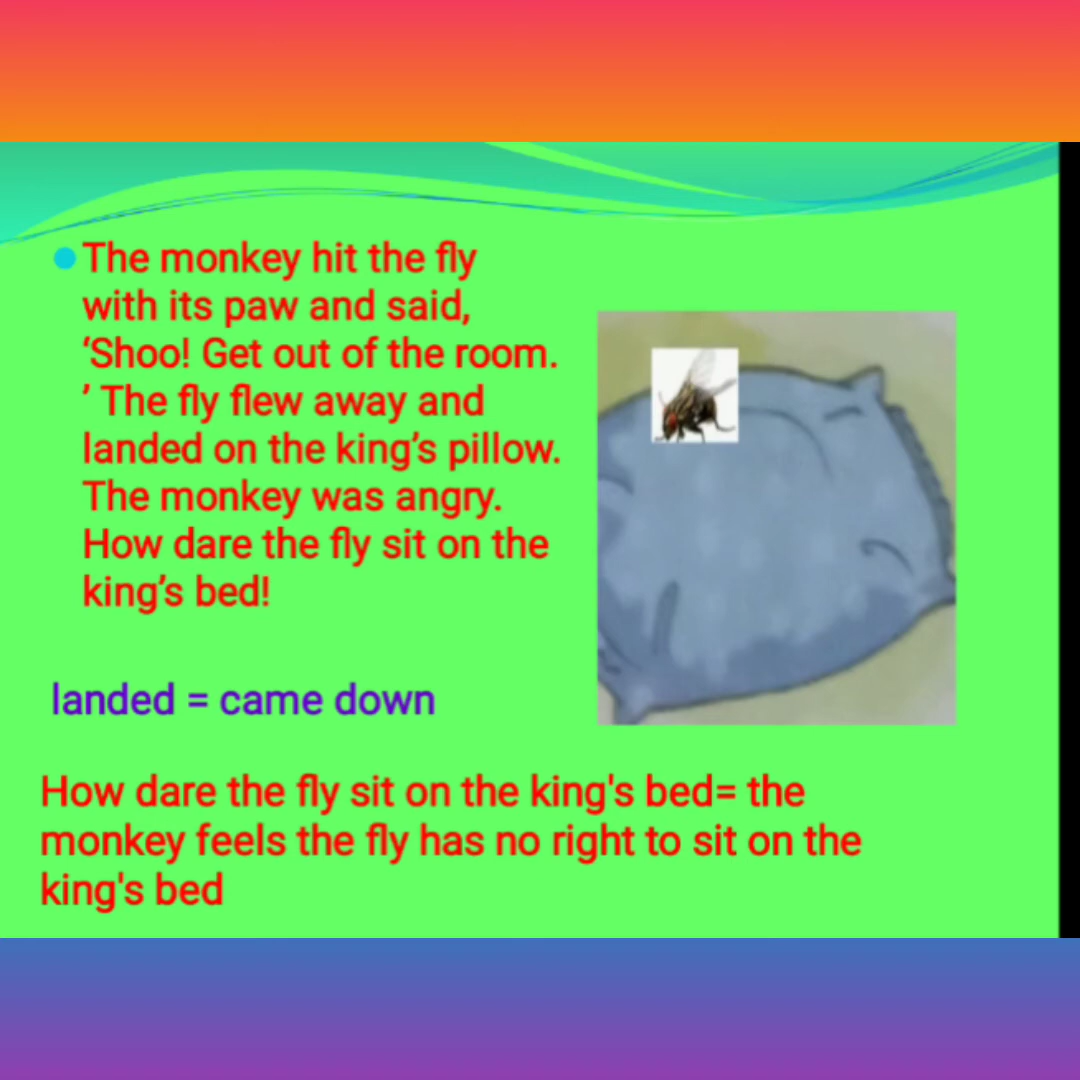 The monkey hit the fly
with its paw and said,
‘Shoo! Get out of the room.
’ The fly flew away and
landed on the king’s pillow.
The monkey was angry.
How dare the fly sit on the
king’s bed!
landed = came down
How dare the fly sit on the king's bed= the
monkey feels the fly has no right to sit on the
king's bed